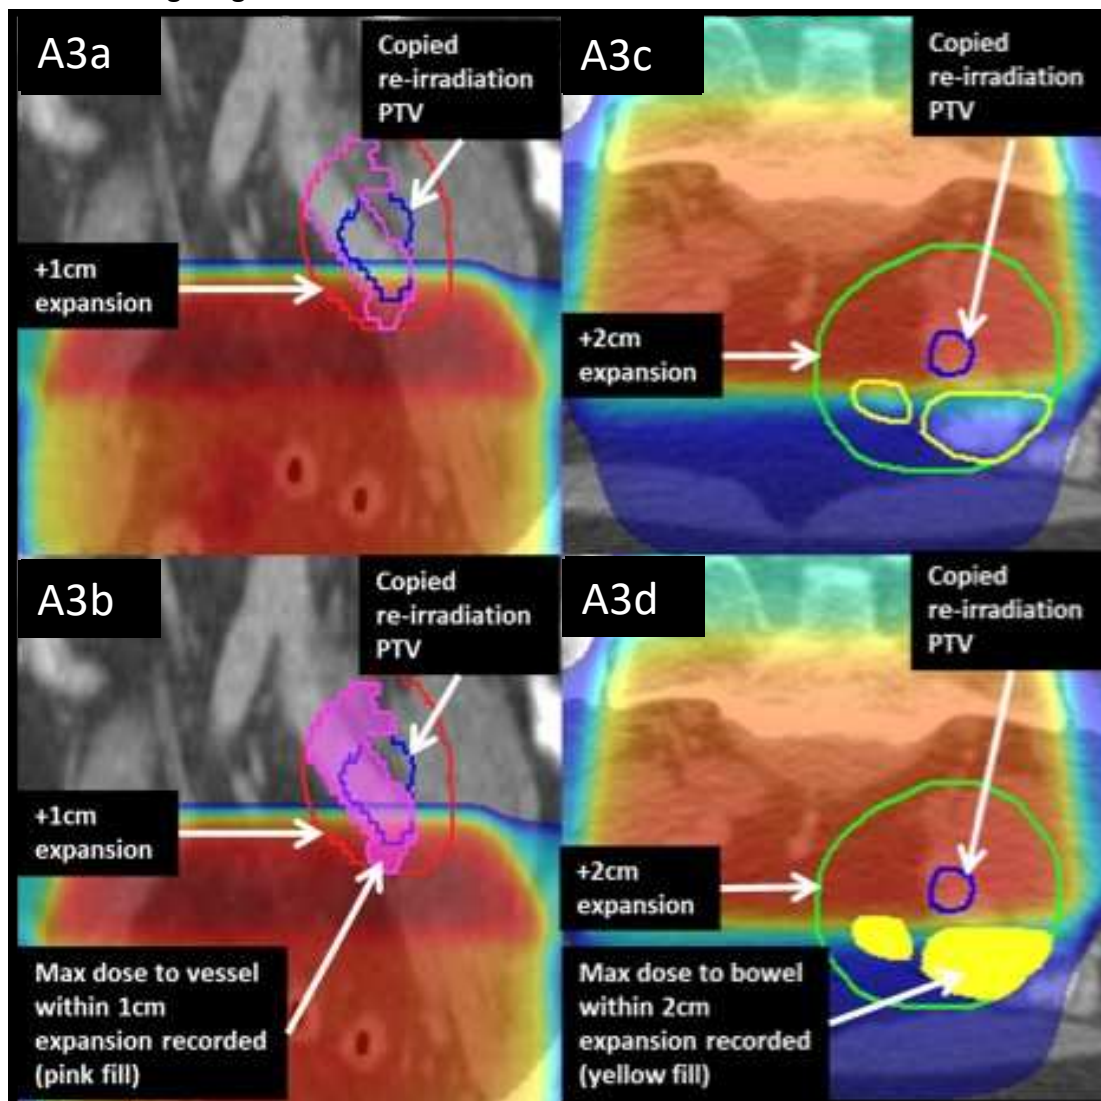 A3a
Copied
re-irradiation
PTV
+1cm
expansion
A3c
Copied
re-irradiation
PTV
+2cm
expansion
A3b
Copied
re-irradiation
PTV
+1cm
expansion
Max dose to vessel
within 1cm
expansion recorded
(pink fill)
A3d
Copied
re-irradiation
PTV
+2cm
expansion
Max dose to bowel
within 2cm
expansion recorded
(yellow fill)